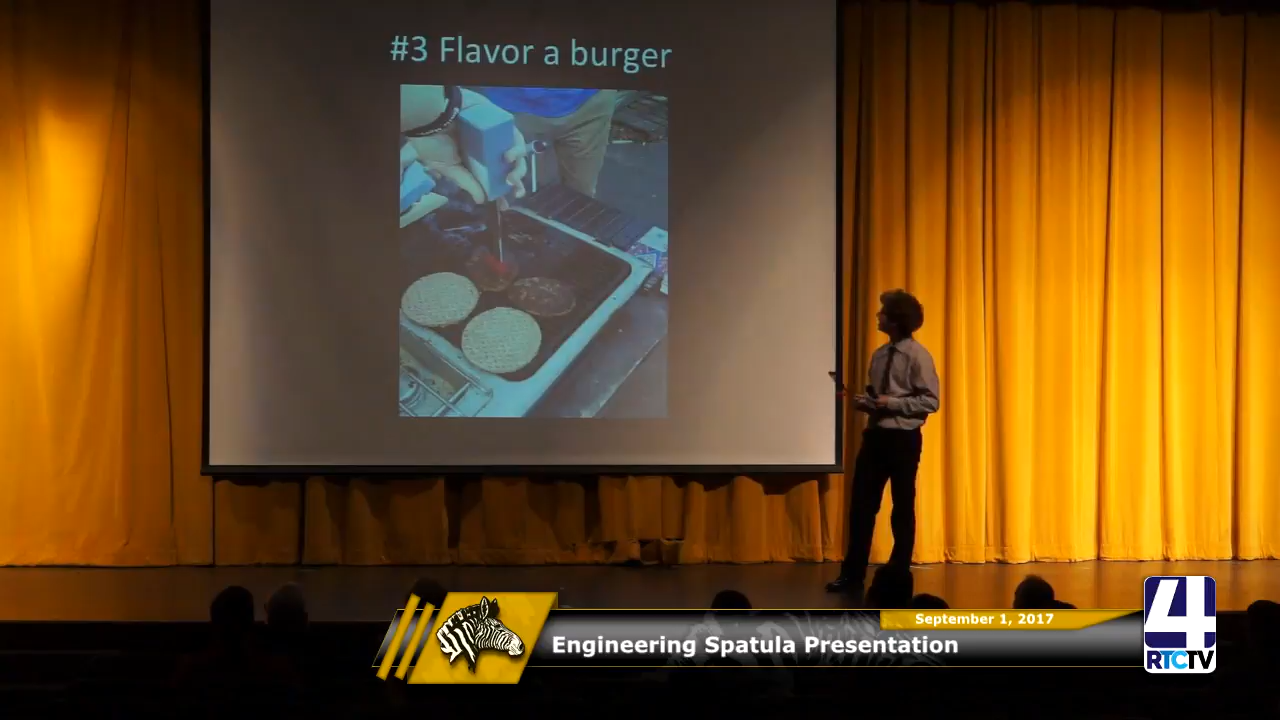 #3 Flavor a burger
September 1, 2017
Engineering Spatula Presentation
4
RTCTV